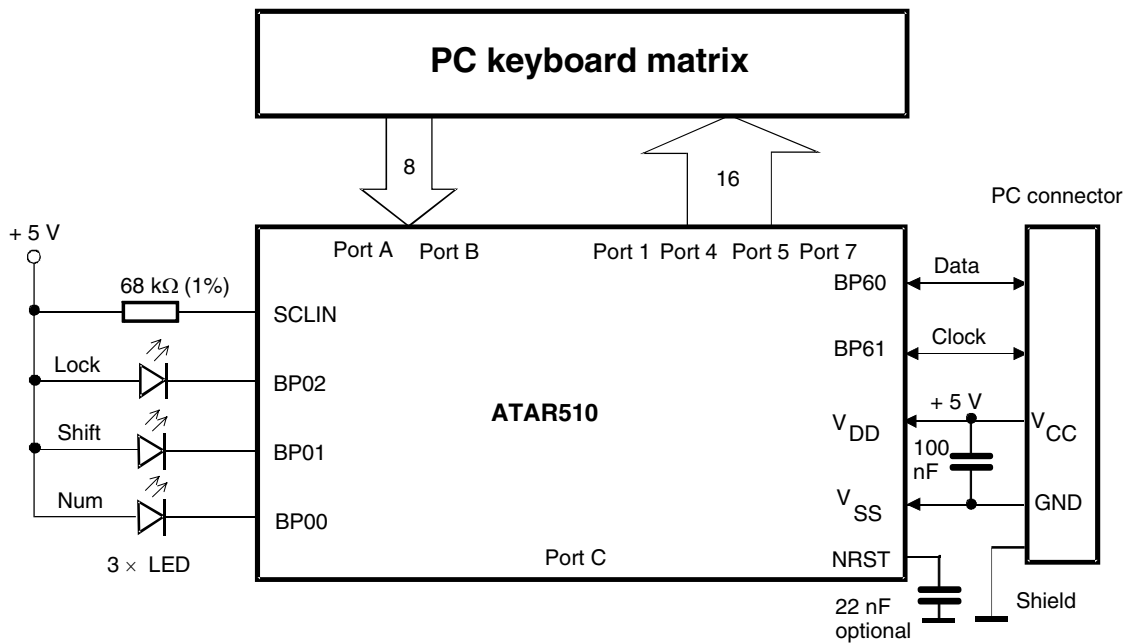 PC keyboard matrix
8
16
PC connector
+ 5 V
Port A
Port B
Port 1
Port 4
Port 5
Port 7
68 kΩ (1%)
SCLIN
BP60
Data
Lock
BP02
BP61
Clock
ATAR510
Shift
BP01
VDD
+ 5 V
VCC
100
nF
Num
BP00
VSS
GND
3 × LED
Port C
NRST
22 nF
optional
Shield